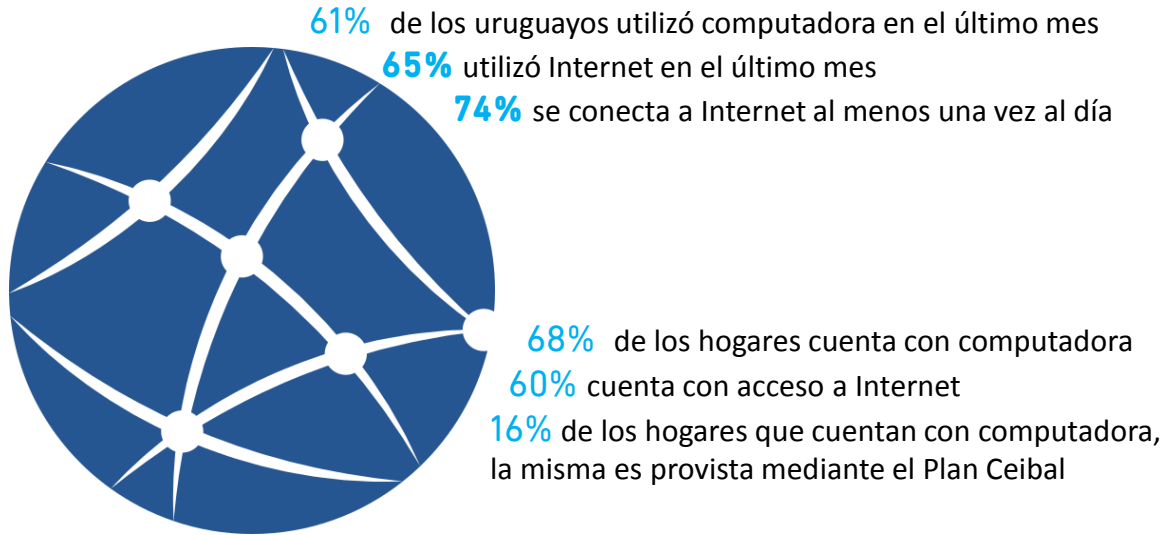 61% de los uruguayos utilizó computadora en el último mes
65% utilizó Internet en el último mes
74% se conecta a Internet al menos una vez al día
68% de los hogares cuenta con computadora
60% cuenta con acceso a Internet
16% de los hogares que cuentan con computadora,
la misma es provista mediante el Plan Ceibal